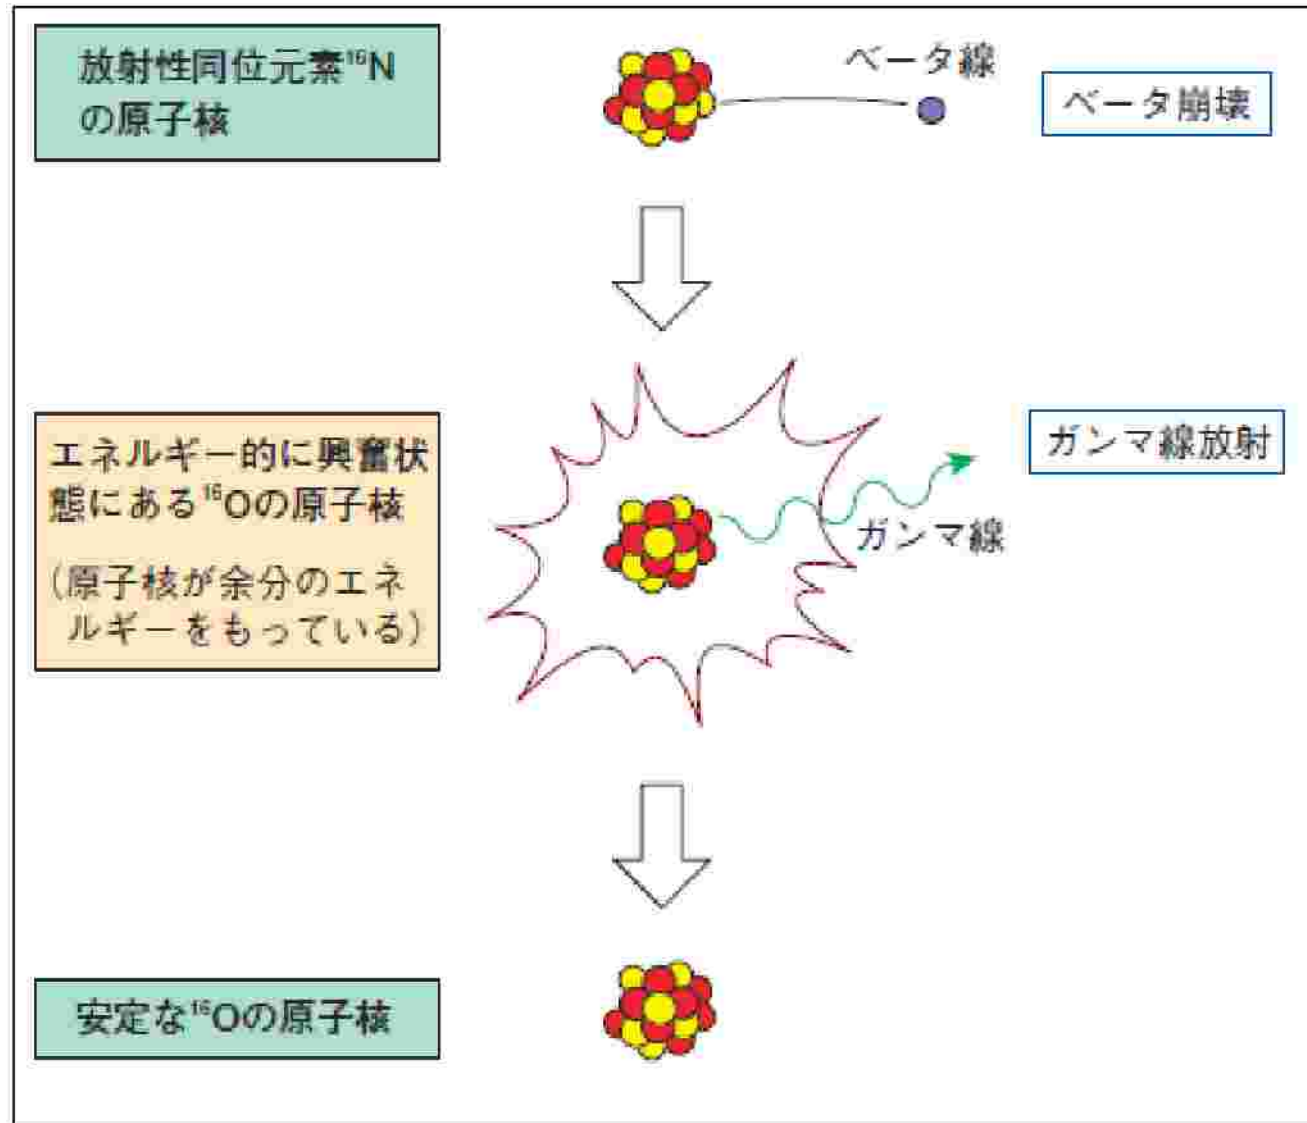 放射性同位元素¹⁶N
の原子核
ベータ線
ベータ崩壊
エネルギー的に興奮状
態にある¹⁶Oの原子核
(原子核が余分のエネ
ルギーをもっている)
ガンマ線放射
ガンマ線
安定な¹⁶Oの原子核